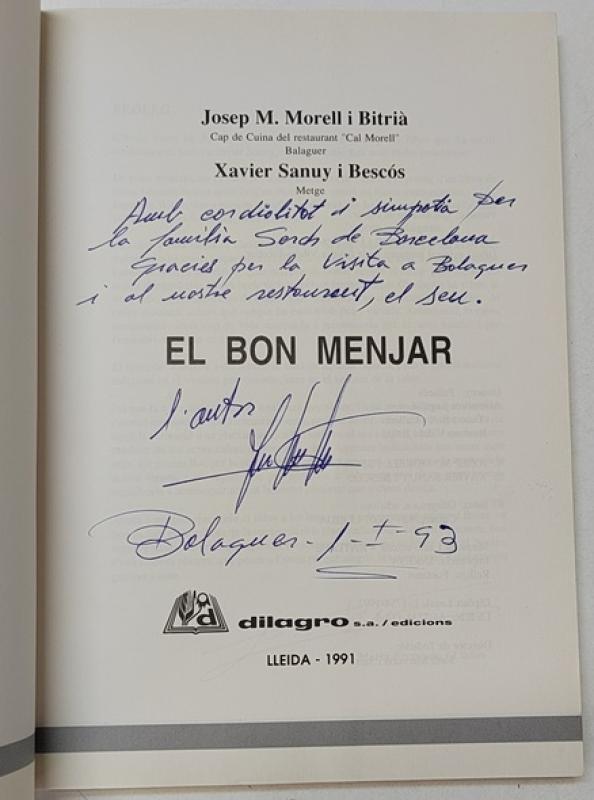 Josep M. Morell i Bitrià
Cap de Cuina del restaurant "Cal Morell"
Balaguer
Xavier Sanuy i Bescós
Metge
Amb cordialitat i simpatia per
la familia Sords de Barcelona
Gracies per la Visita a Balaguer
i al nostre restaurant, el seu.
EL BON MENJAR
l'autor
Balaguer - 1-I-93
d
dilagro s.a./edicions
LLEIDA - 1991